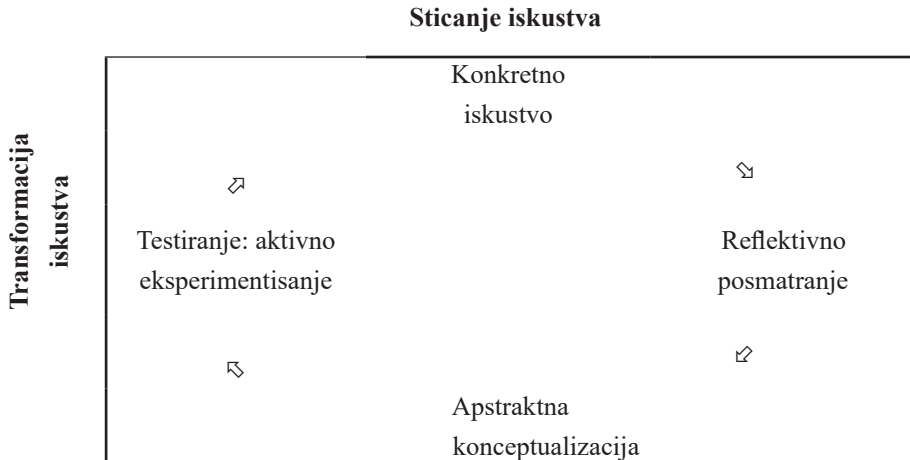 Sticanje iskustva
Transformacija
iskustva
Konkretno
iskustvo
Testiranje: aktivno
eksperimentisanje
Reflektivno
posmatranje
Apstraktna
konceptualizacija